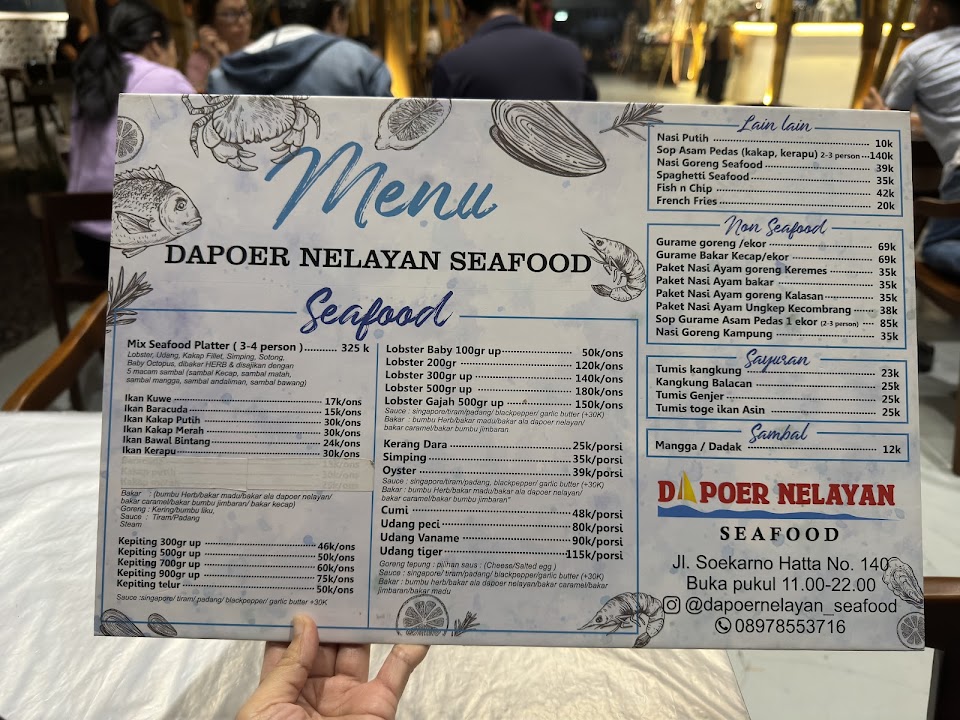 Menu
DAPOER NELAYAN SEAFOOD
Seafood
Mix Seafood Platter ( 3-4 person ) 325 k
Lobster, Udang, Kakap Fillet, Simping, Sotong,
Baby Octopus, dibakar HERB & disajikan dengan
5 macam sambal (sambal Kecap, sambal matah,
sambal mangga, sambal andaliman, sambal bawang)
Ikan Kuwe 17k/ons
Ikan Baracuda 15k/ons
Ikan Kakap Putih 30k/ons
Ikan Kakap Merah 30k/ons
Ikan Bawal Bintang 24k/ons
Ikan Kerapu 30k/ons
Bakar : (bumbu Herb/bakar madu/bakar ala dapoer nelayan/
bakar caramel/bakar bumbu jimbaran/ bakar kecap)
Goreng : Kering/bumbu liku,
Sauce : Tiram/Padang
Steam
Kepiting 300gr up 46k/ons
Kepiting 500gr up 50k/ons
Kepiting 700gr up 60k/ons
Kepiting 900gr up 75k/ons
Kepiting telur 50k/ons
Sauce :singapore/ tiram/ padang/ blackpepper/ garlic butter +30K
Lobster Baby 100gr up 50k/ons
Lobster 200gr 120k/ons
Lobster 300gr up 140k/ons
Lobster 500gr up 180k/ons
Lobster Gajah 500gr up 150k/ons
Sauce : singapore/tiram/padang/ blackpepper/ garlic butter (+30K)
Bakar : bumbu Herb/bakar madu/bakar ala dapoer nelayan/
bakar caramel/bakar bumbu jimbaran
Kerang Dara 25k/porsi
Simping 35k/porsi
Oyster 39k/porsi
Sauce : singapore/tiram/padang, blackpepper/ garlic butter (+30K)
Bakar : bumbu Herb/bakar madu/bakar ala dapoer nelayan/
bakar caramel/bakar bumbu jimbaran"
Cumi 48k/porsi
Udang peci 80k/porsi
Udang Vaname 90k/porsi
Udang tiger 115k/porsi
Goreng tepung : pilihan saus : (Cheese/Salted egg )
Sauce : singapore/ tiram/padang/ blackpepper/ garlic butter (+30K)
Bakar : bumbu herb/bakar ala dapoer nelayan/bakar caramel/bakar
jimbaran/bakar madu
Lain lain
Nasi Putih 10k
Sop Asam Pedas (kakap, kerapu) 2-3 person 140k
Nasi Goreng Seafood 39k
Spaghetti Seafood 35k
Fish n Chip 42k
French Fries 20k
Non Seafood
Gurame goreng /ekor 69k
Gurame Bakar Kecap/ekor 69k
Paket Nasi Ayam goreng Keremes 35k
Paket Nasi Ayam bakar 35k
Paket Nasi Ayam goreng Kalasan 35k
Paket Nasi Ayam Ungkep Kecombrang 38k
Sop Gurame Asam Pedas 1 ekor (2-3 person) 85k
Nasi Goreng Kampung 35k
Sayuran
Tumis kangkung 23k
Kangkung Balacan 25k
Tumis Genjer 25k
Tumis toge ikan Asin 25k
Sambal
Mangga / Dadak 12k
DAPOER NELAYAN
SEAFOOD
Jl. Soekarno Hatta No. 140
Buka pukul 11.00-22.00
@dapoernelayan_seafood
08978553716